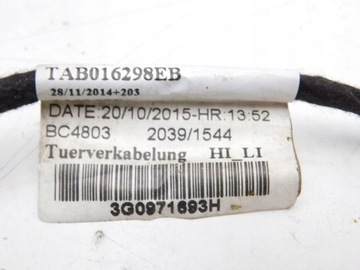 TAB016298EB
28/11/2014+203
DATE:20/10/2015-HR:13:52
BC4803 2039/1544
Tuerverkabelung HI_LI
3G0971693H